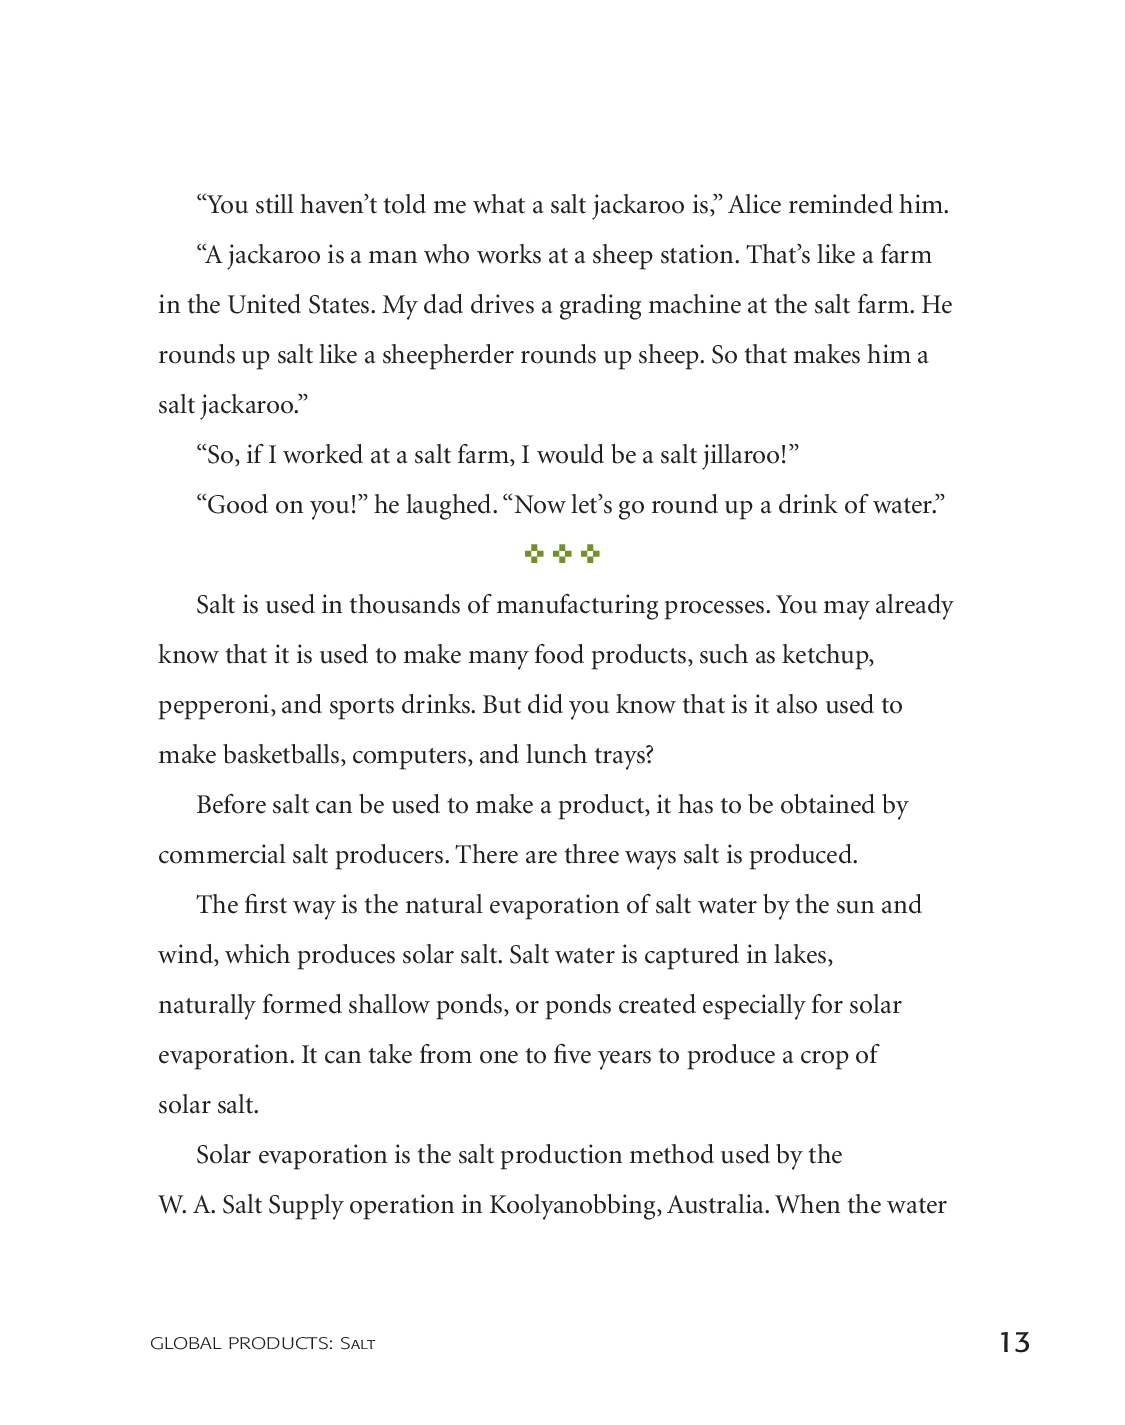 “You still haven’t told me what a salt jackaroo is,” Alice reminded him.
“A jackaroo is a man who works at a sheep station. That’s like a farm
in the United States. My dad drives a grading machine at the salt farm. He
rounds up salt like a sheepherder rounds up sheep. So that makes him a
salt jackaroo.”
“So, if I worked at a salt farm, I would be a salt jillaroo!”
“Good on you!” he laughed. “Now let’s go round up a drink of water.”
Salt is used in thousands of manufacturing processes. You may already
know that it is used to make many food products, such as ketchup,
pepperoni, and sports drinks. But did you know that is it also used to
make basketballs, computers, and lunch trays?
Before salt can be used to make a product, it has to be obtained by
commercial salt producers. There are three ways salt is produced.
The first way is the natural evaporation of salt water by the sun and
wind, which produces solar salt. Salt water is captured in lakes,
naturally formed shallow ponds, or ponds created especially for solar
evaporation. It can take from one to five years to produce a crop of
solar salt.
Solar evaporation is the salt production method used by the
W. A. Salt Supply operation in Koolyanobbing, Australia. When the water
GLOBAL PRODUCTS: SALT 13